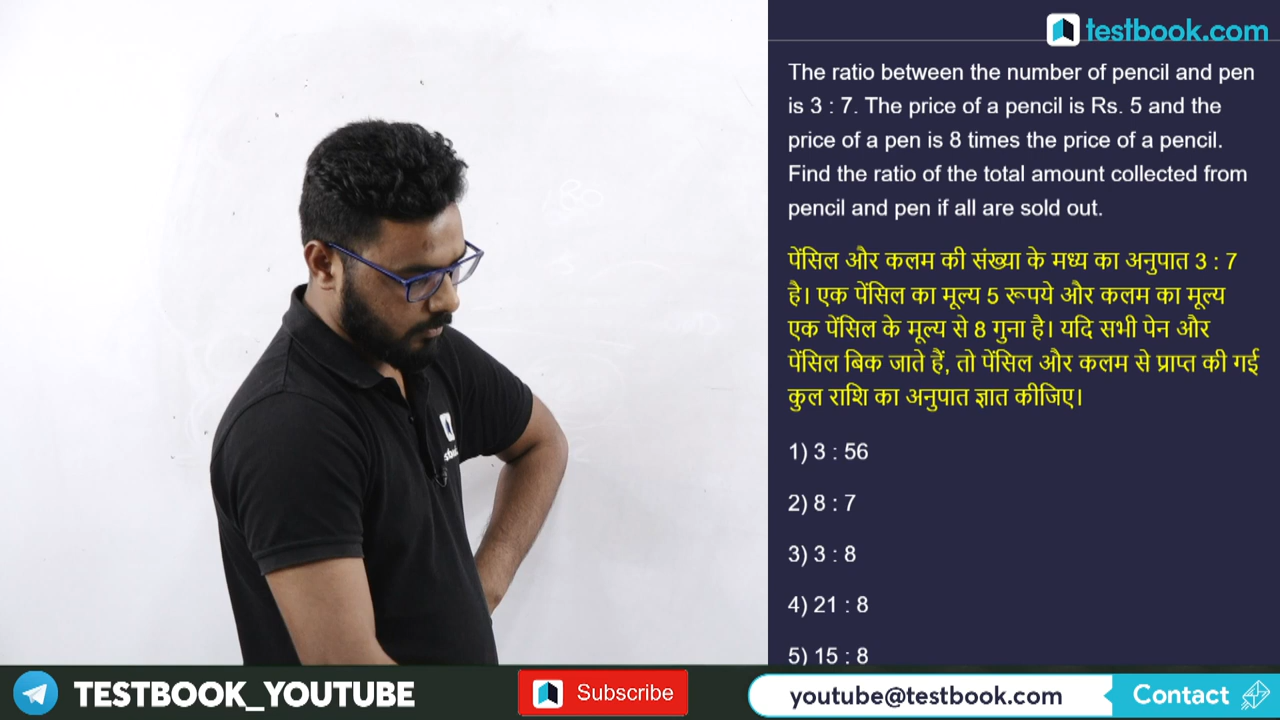 testbook.com
The ratio between the number of pencil and pen
is 3 : 7. The price of a pencil is Rs. 5 and the
price of a pen is 8 times the price of a pencil.
Find the ratio of the total amount collected from
pencil and pen if all are sold out.
पेंसिल और कलम की संख्या के मध्य का अनुपात 3 : 7
है। एक पेंसिल का मूल्य 5 रूपये और कलम का मूल्य
एक पेंसिल के मूल्य से 8 गुना है। यदि सभी पेन और
पेंसिल बिक जाते हैं, तो पेंसिल और कलम से प्राप्त की गई
कुल राशि का अनुपात ज्ञात कीजिए।
1) 3 : 56
2) 8 : 7
3) 3 : 8
4) 21 : 8
5) 15 : 8
TESTBOOK_YOUTUBE
Subscribe
youtube@testbook.com
Contact